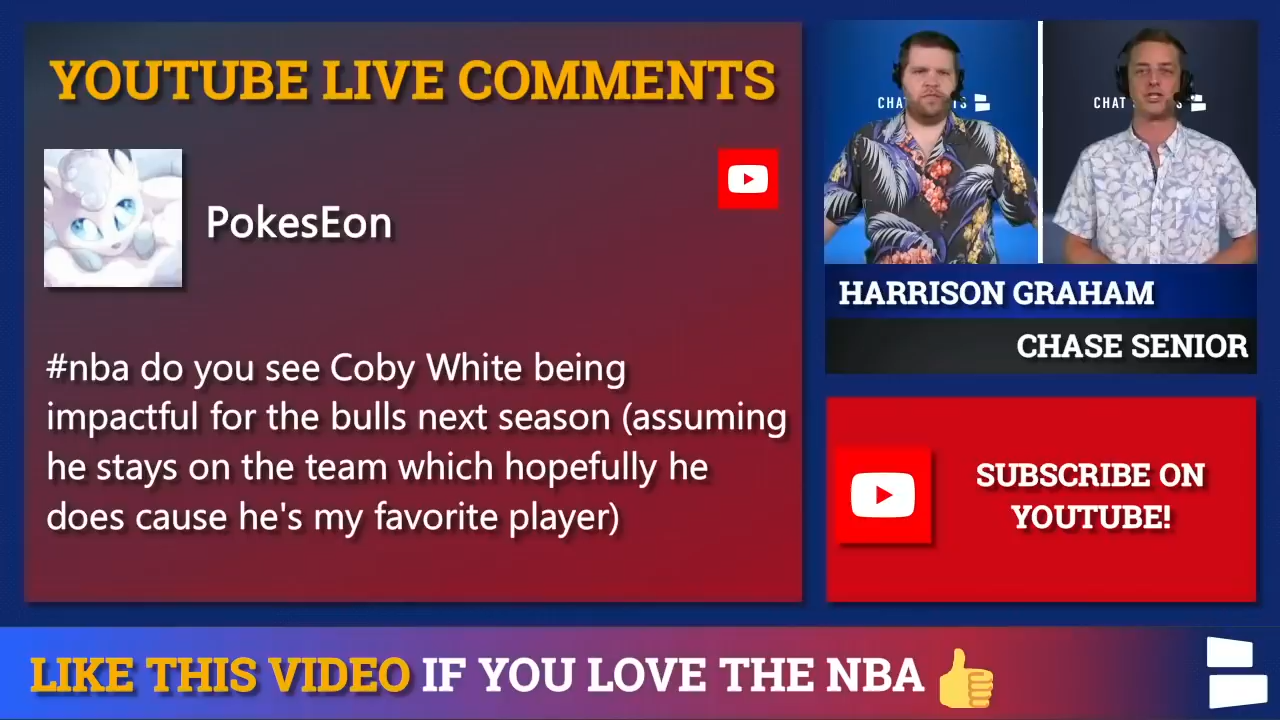 YOUTUBE LIVE COMMENTS
PokesEon
#nba do you see Coby White being
impactful for the bulls next season (assuming
he stays on the team which hopefully he
does cause he's my favorite player)
CHAT
CHAT
HARRISON GRAHAM
CHASE SENIOR
SUBSCRIBE ON
YOUTUBE!
LIKE THIS VIDEO IF YOU LOVE THE NBA